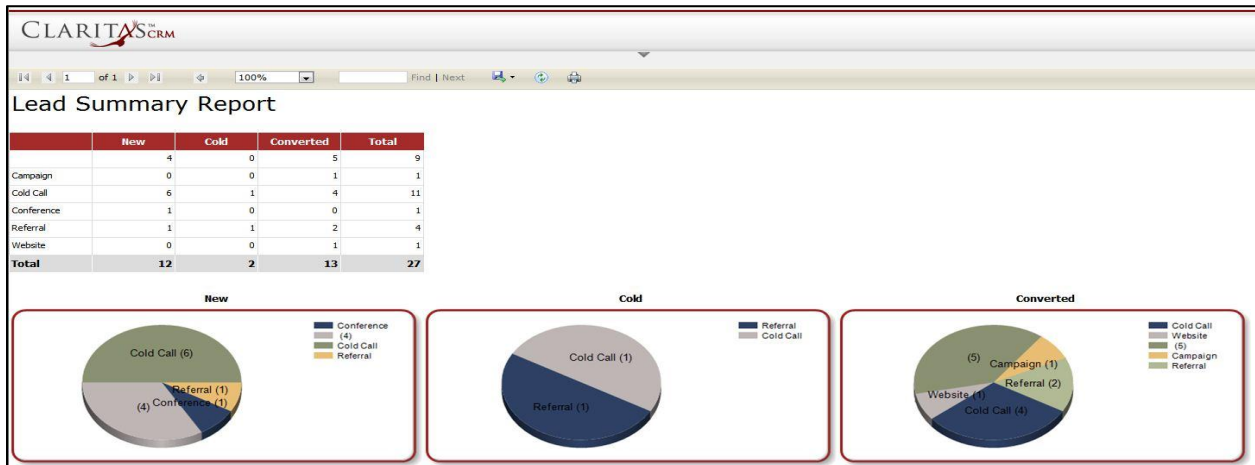 CLARITAS™ CRM
1 of 1 100% Find | Next
Lead Summary Report
New Cold Converted Total
4 0 5 9
Campaign 0 0 1 1
Cold Call 6 1 4 11
Conference 1 0 0 1
Referral 1 1 2 4
Website 0 0 1 1
Total 12 2 13 27
New
Cold Call (6)
Referral (1)
(4) Conference (1)
Conference
(4)
Cold Call
Referral
Cold
Cold Call (1)
Referral (1)
Referral
Cold Call
Converted
(5) Campaign (1)
Referral (2)
Website (1)
Cold Call (4)
Cold Call
Website
(5)
Campaign
Referral